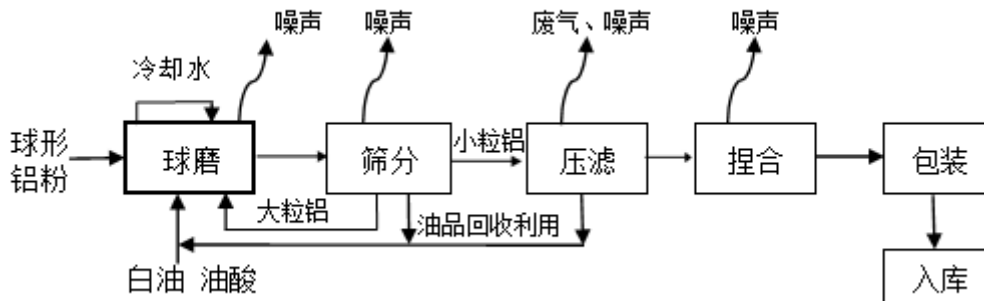 噪声
噪声
废气、噪声
噪声
冷却水
球形
铝粉
球磨
筛分
小粒铝
压滤
捏合
包装
大粒铝
油品回收利用
白油 油酸
入库